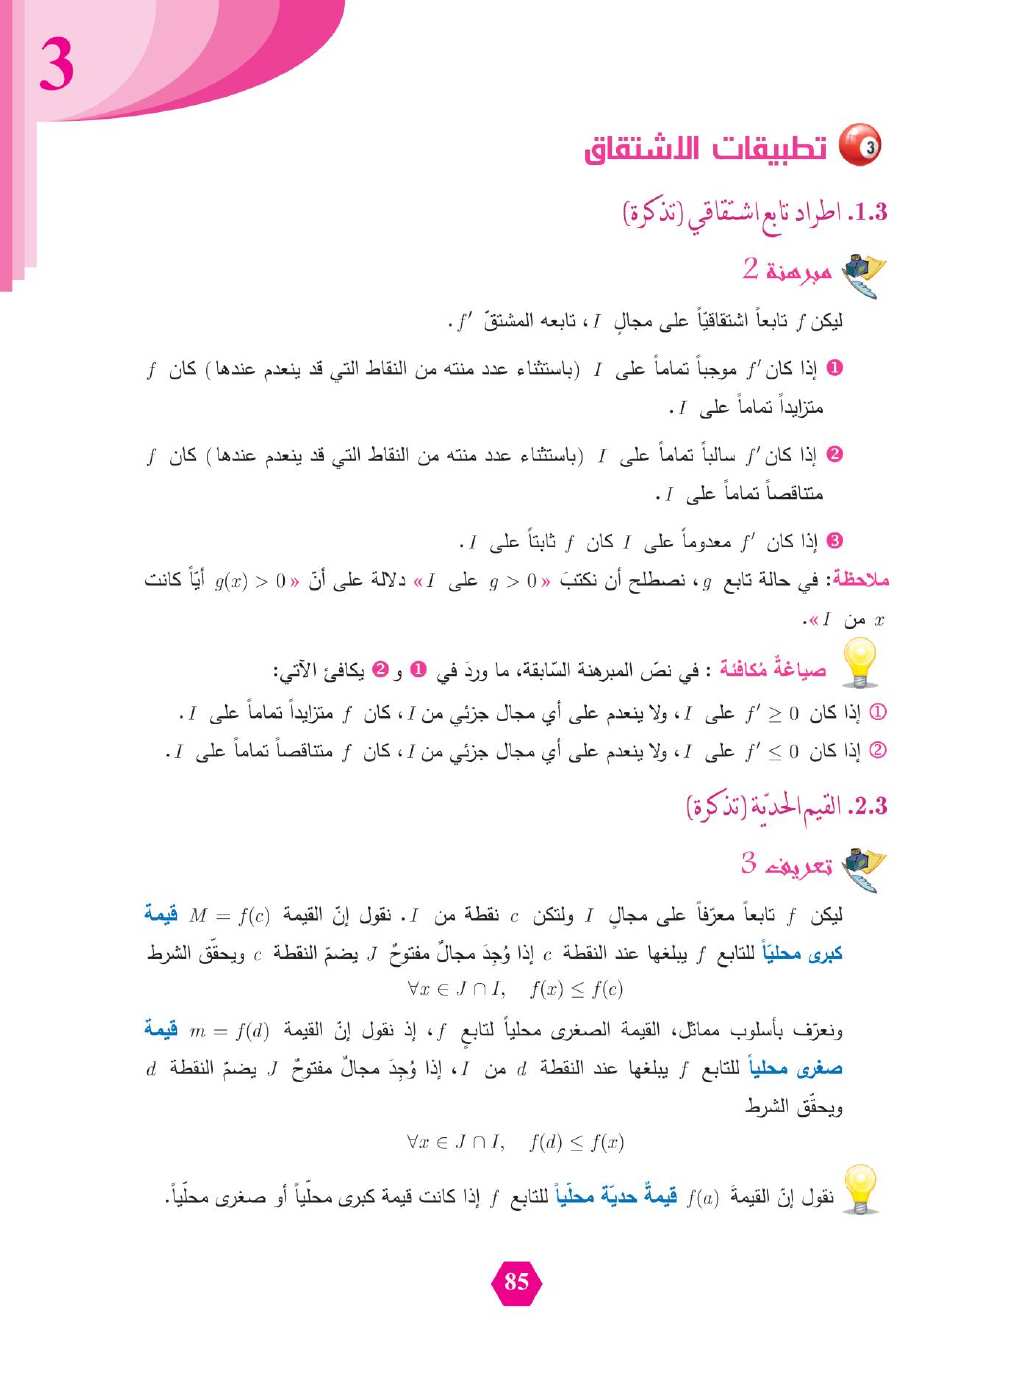 3
3 تطبيقات الاشتقاق
1.3. اطراد تابع اشتقاقي (تذكرة)
مبرهنة 2
ليكن f تابعاً اشتقاقيّاً على مجالٍ I، تابعه المشتقّ f′.
❶ إذا كان f′ موجباً تماماً على I (باستثناء عدد منته من النقاط التي قد ينعدم عندها) كان f
متزايداً تماماً على I.
❷ إذا كان f′ سالباً تماماً على I (باستثناء عدد منته من النقاط التي قد ينعدم عندها) كان f
متناقصاً تماماً على I.
❸ إذا كان f′ معدوماً على I كان f ثابتاً على I.
ملاحظة: في حالة تابع g، نصطلح أن نكتبَ «g > 0 على I» دلالة على أنّ «g(x) > 0 أيّاً كانت
x من I».
صياغةٌ مُكافئة : في نصّ المبرهنة السّابقة، ما وردَ في ❶ و ❷ يكافئ الآتي:
① إذا كان f′ ≥ 0 على I، ولا ينعدم على أي مجال جزئي من I، كان f متزايداً تماماً على I.
② إذا كان f′ ≤ 0 على I، ولا ينعدم على أي مجال جزئي من I، كان f متناقصاً تماماً على I.
2.3. القيم الحديّة (تذكرة)
تعريف 3
ليكن f تابعاً معرّفاً على مجالٍ I ولتكن c نقطة من I. نقول إنّ القيمة M = f(c) قيمة
كبرى محليّاً للتابع f يبلغها عند النقطة c إذا وُجِدَ مجالٌ مفتوحٌ J يضمّ النقطة c ويحقّق الشرط
∀x ∈ J ∩ I, f(x) ≤ f(c)
ونعرّف بأسلوب مماثل، القيمة الصغرى محلياً لتابعٍ f، إذ نقول إنّ القيمة m = f(d) قيمة
صغرى محلياً للتابع f يبلغها عند النقطة d من I، إذا وُجِدَ مجالٌ مفتوحٌ J يضمّ النقطة d
ويحقّق الشرط
∀x ∈ J ∩ I, f(d) ≤ f(x)
نقول إنّ القيمةَ f(a) قيمةٌ حديّة محلّياً للتابع f إذا كانت قيمة كبرى محلّياً أو صغرى محلّياً.
85